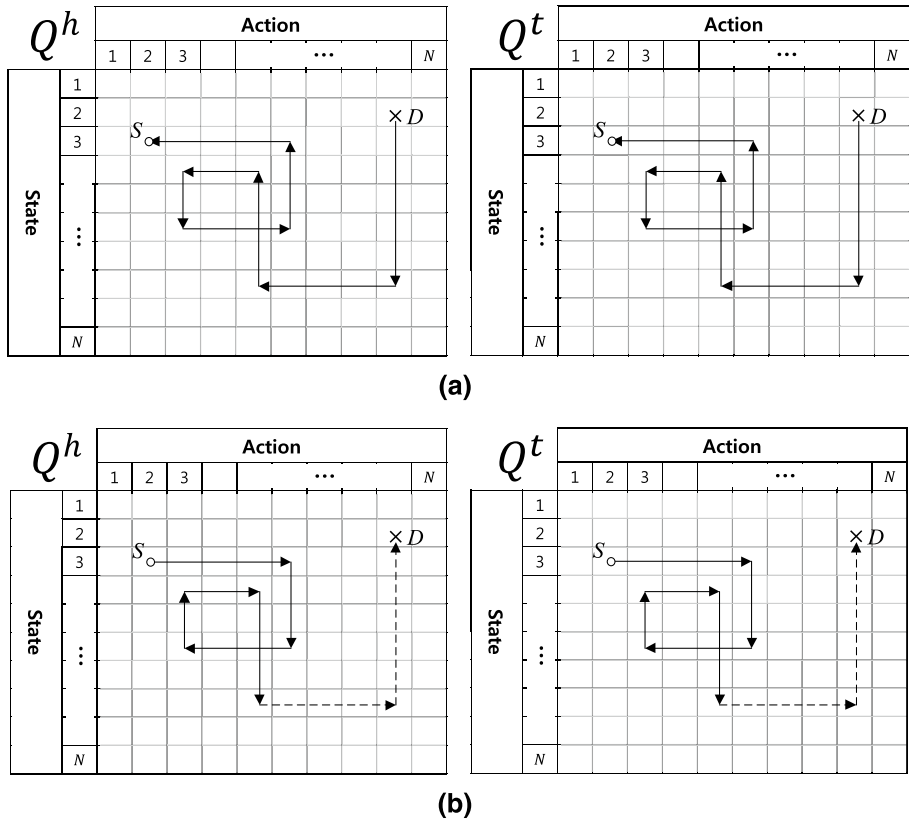 Q^h
Action
1 2 3 ... N
State
1
2
3
...
N
S
× D
Q^t
Action
1 2 3 ... N
State
1
2
3
...
N
S
× D
(a)
Q^h
Action
1 2 3 ... N
State
1
2
3
...
N
S
× D
Q^t
Action
1 2 3 ... N
State
1
2
3
...
N
S
× D
(b)